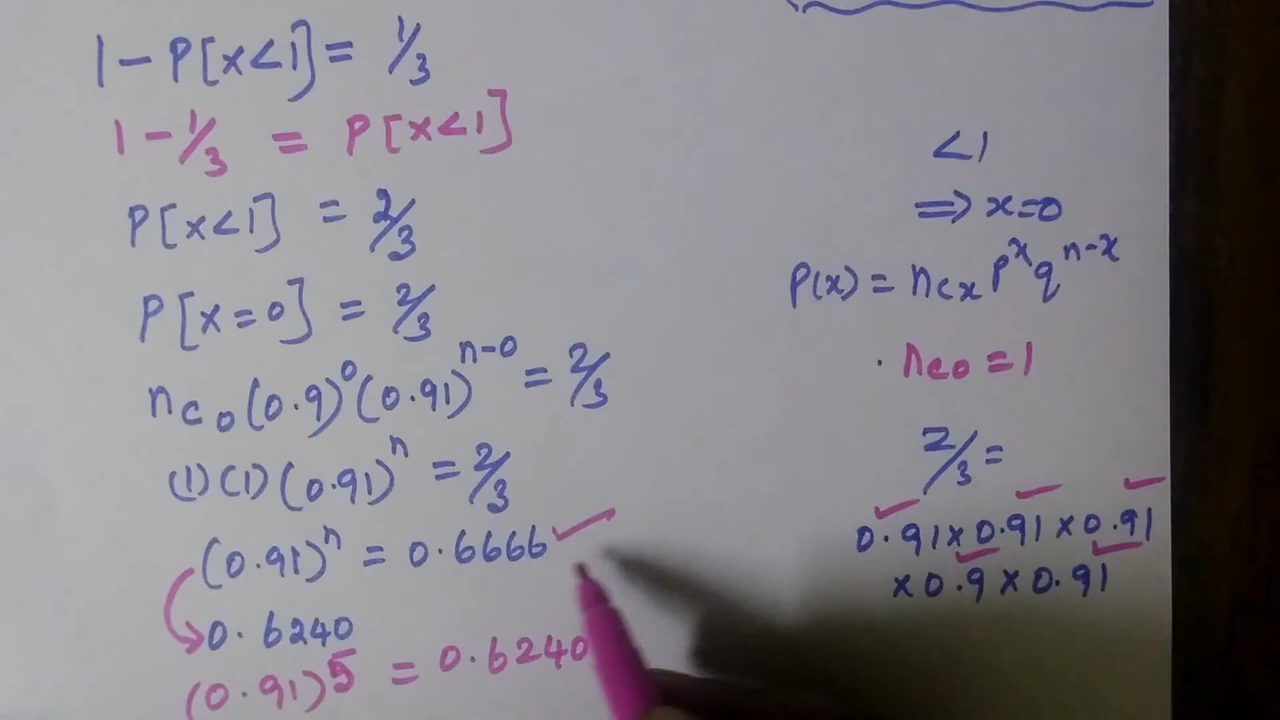 1 - P[x<1] = 1/3
1 - 1/3 = P[x<1]
P[x<1] = 2/3
P[x=0] = 2/3
nC0 (0.9)^0 (0.91)^n-0 = 2/3
(1)(1)(0.91)^n = 2/3
(0.91)^n = 0.6666 ✓
0.6240
(0.91)^5 = 0.6240
<1
⇒ x=0
P(x) = nCx P^x q^n-x
nC0 = 1
2/3 =
0.91 x 0.91 x 0.91
x 0.9 x 0.91